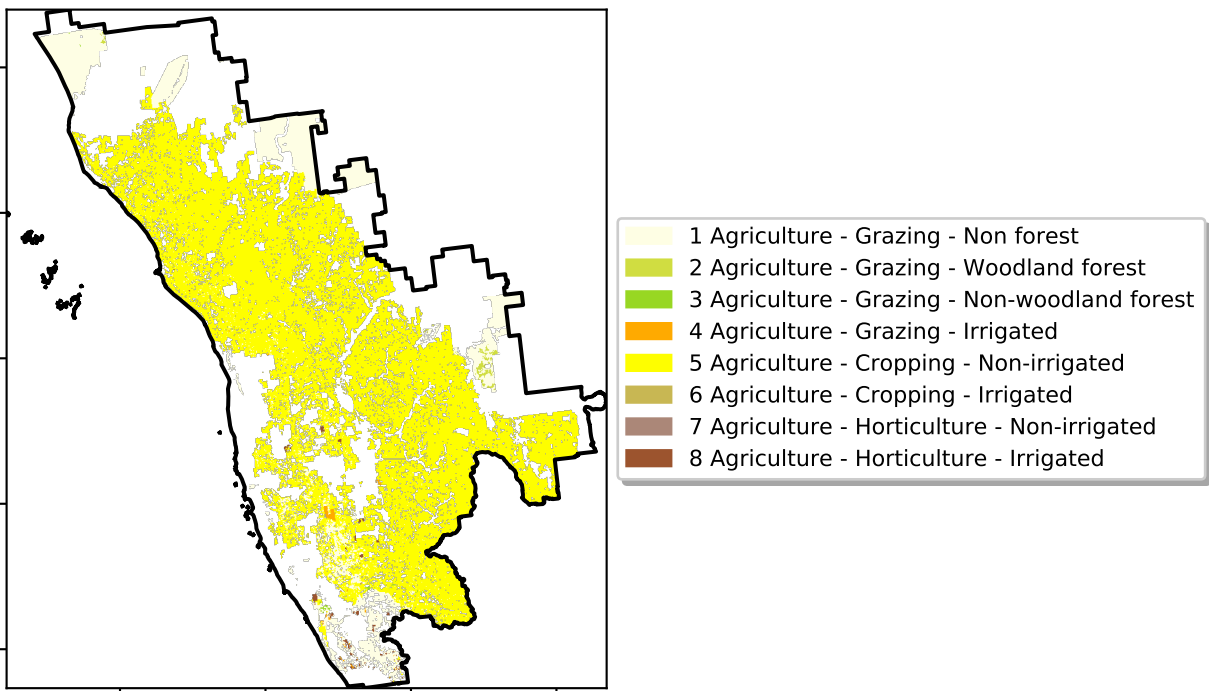 1 Agriculture - Grazing - Non forest
2 Agriculture - Grazing - Woodland forest
3 Agriculture - Grazing - Non-woodland forest
4 Agriculture - Grazing - Irrigated
5 Agriculture - Cropping - Non-irrigated
6 Agriculture - Cropping - Irrigated
7 Agriculture - Horticulture - Non-irrigated
8 Agriculture - Horticulture - Irrigated